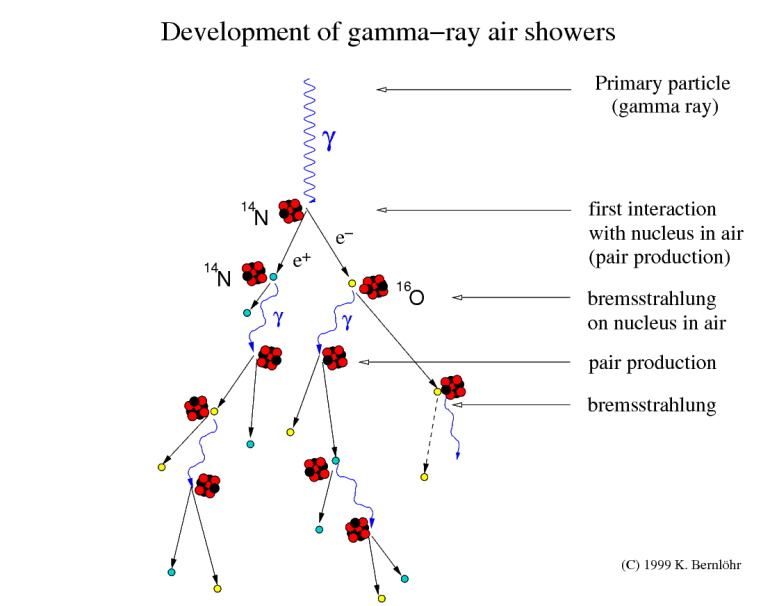 Development of gamma−ray air showers
Primary particle
(gamma ray)
γ
14N
first interaction
with nucleus in air
(pair production)
e−
e+
14N
16O
bremsstrahlung
on nucleus in air
γ
γ
pair production
bremsstrahlung
(C) 1999 K. Bernlöhr